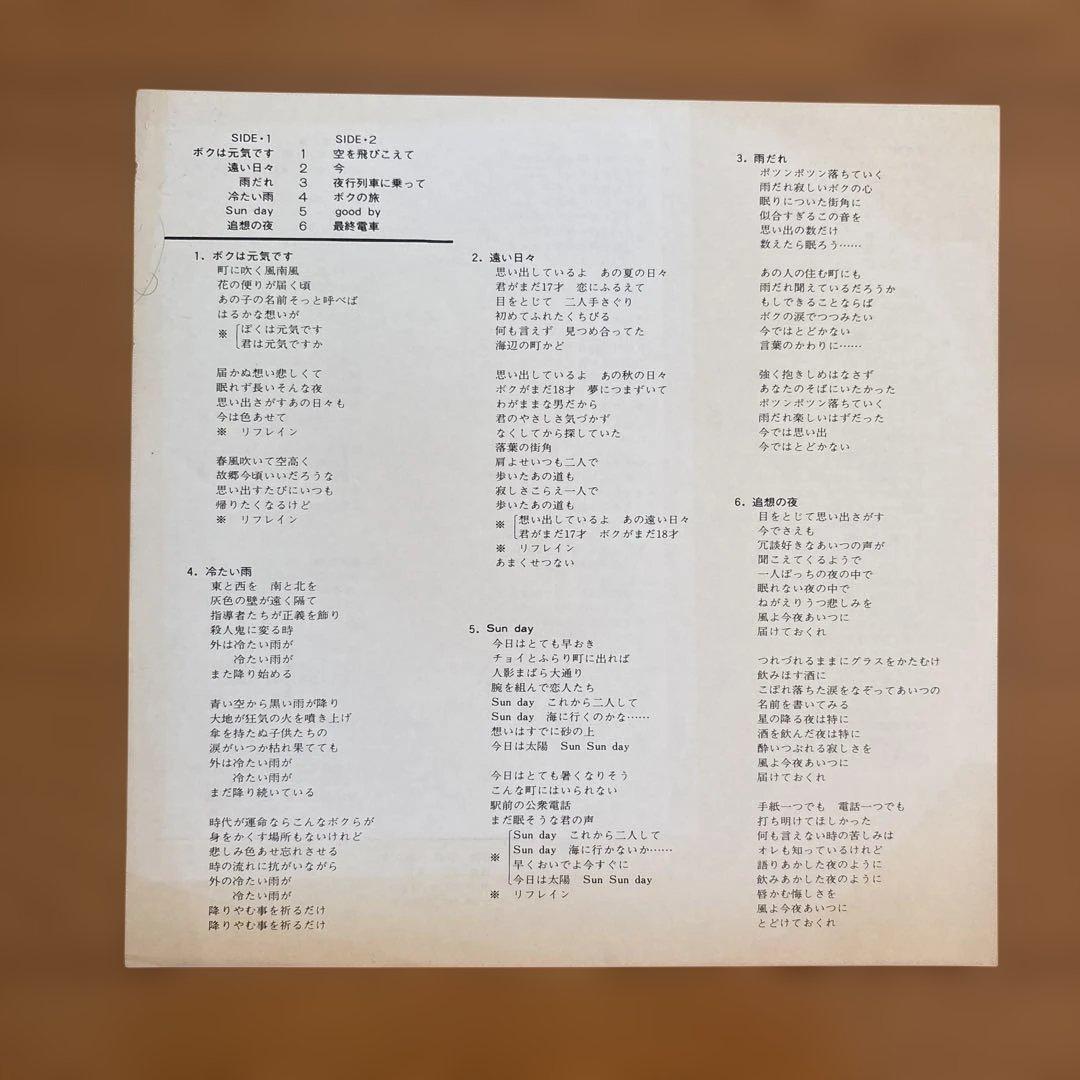 SIDE・1 SIDE・2
ボクは元気です 1 空を飛びこえて
遠い日々 2 今
雨だれ 3 夜行列車に乗って
冷たい雨 4 ボクの旅
Sun day 5 good by
追想の夜 6 最終電車
1. ボクは元気です
町に吹く風南風
花の便りが届く頃
あの子の名前そっと呼べば
はるかな想いが
※ ぼくは元気です
君は元気ですか
届かぬ想い悲しくて
眠れず長いそんな夜
思い出さがすあの日々も
今は色あせて
※ リフレイン
春風吹いて空高く
故郷今頃いいだろうな
思い出すたびにいつも
帰りたくなるけど
※ リフレイン
2. 遠い日々
思い出しているよ あの夏の日々
君がまだ17才 恋にふるえて
目をとじて 二人手さぐり
初めてふれたくちびる
何も言えず 見つめ合ってた
海辺の町かど
思い出しているよ あの秋の日々
ボクがまだ18才 夢につまずいて
わがままな男だから
君のやさしさ気づかず
なくしてから探していた
落葉の街角
肩よせいつも二人で
歩いたあの道も
寂しさこらえ一人で
歩いたあの道も
※ 想い出しているよ あの遠い日々
君がまだ17才 ボクがまだ18才
※ リフレイン
あまくせつない
3. 雨だれ
ポツンポツン落ちていく
雨だれ寂しいボクの心
眠りについた街角に
似合すぎるこの音を
思い出の数だけ
数えたら眠ろう……
あの人の住む町にも
雨だれ聞えているだろうか
もしできることならば
ボクの涙でつつみたい
今ではとどかない
言葉のかわりに……
強く抱きしめはなさず
あなたのそばにいたかった
ポツンポツン落ちていく
雨だれ楽しいはずだった
今では思い出
今ではとどかない
4. 冷たい雨
東と西を 南と北を
灰色の壁が遠く隔て
指導者たちが正義を飾り
殺人鬼に変る時
外は冷たい雨が
冷たい雨が
また降り始める
青い空から黒い雨が降り
大地が狂気の火を噴き上げ
傘を持たぬ子供たちの
涙がいつか枯れ果てても
外は冷たい雨が
冷たい雨が
まだ降り続いている
時代が運命ならこんなボクらが
身をかくす場所もないけれど
悲しみ色あせ忘れさせる
時の流れに抗がいながら
外の冷たい雨が
冷たい雨が
降りやむ事を祈るだけ
降りやむ事を祈るだけ
5. Sun day
今日はとても早おき
チョイとふらり町に出れば
人影まばら大通り
腕を組んで恋人たち
Sun day これから二人して
Sun day 海に行くのかな……
想いはすでに砂の上
今日は太陽 Sun Sun day
今日はとても暑くなりそう
こんな町にはいられない
駅前の公衆電話
まだ眠そうな君の声
Sun day これから二人して
Sun day 海に行かないか……
※ 早くおいでよ今すぐに
今日は太陽 Sun Sun day
※ リフレイン
6. 追想の夜
目をとじて思い出さがす
今でさえも
冗談好きなあいつの声が
聞こえてくるようで
一人ぼっちの夜の中で
眠れない夜の中で
ねがえりうつ悲しみを
風よ今夜あいつに
届けておくれ
つれづれるままにグラスをかたむけ
飲みほす酒に
こぼれ落ちた涙をなぞってあいつの
名前を書いてみる
星の降る夜は特に
酒を飲んだ夜は特に
酔いつぶれる寂しさを
風よ今夜あいつに
届けておくれ
手紙一つでも 電話一つでも
打ち明けてほしかった
何も言えない時の苦しみは
オレも知っているけれど
語りあかした夜のように
飲みあかした夜のように
唇かむ悔しさを
風よ今夜あいつに
とどけておくれ